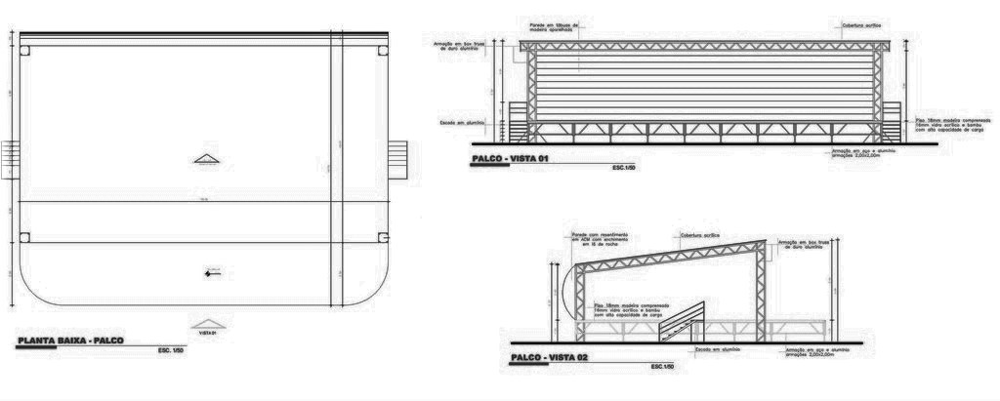 PLANTA BAIXA - PALCO
ESC. 1/50
VISTA 01
Parede em tábuas de
madeira aparelhada
Cobertura acrílica
Armação em box truss
de duro alumínio
Escada em alumínio
Piso 18mm madeira compensada
16mm vidro acrílico e bambu
com alta capacidade de carga
Armação em aço e alumínio
armações 2,00x2,00m
PALCO - VISTA 01
ESC.1/50
Parede com resentimento
em ACM com enchimento
em lã de rocha
Cobertura acrílica
Armação em box truss
de duro alumínio
Piso 18mm madeira compensada
16mm vidro acrílico e bambu
com alta capacidade de carga
Escada em alumínio
Armação em aço e alumínio
armações 2,00x2,00m
PALCO - VISTA 02
ESC.1/50